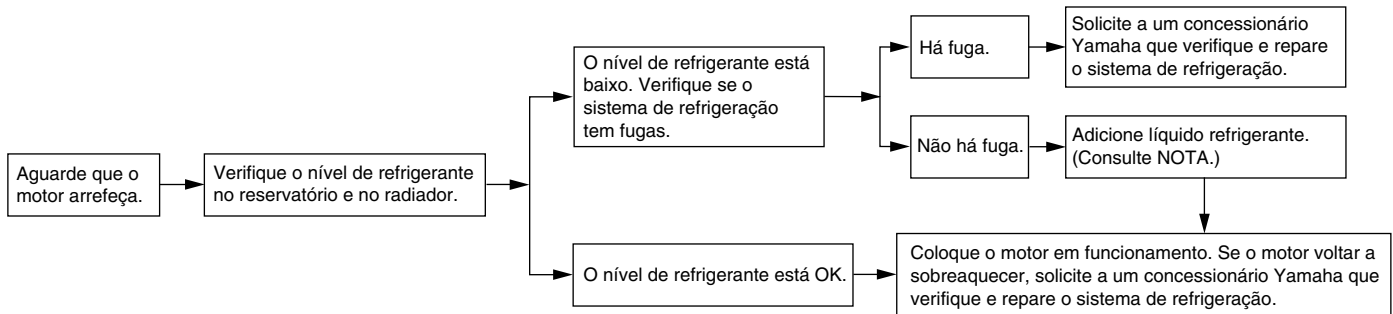 Aguarde que o
motor arrefeça.
Verifique o nível de refrigerante
no reservatório e no radiador.
O nível de refrigerante está
baixo. Verifique se o
sistema de refrigeração
tem fugas.
Há fuga.
Solicite a um concessionário
Yamaha que verifique e repare
o sistema de refrigeração.
Não há fuga.
Adicione líquido refrigerante.
(Consulte NOTA.)
O nível de refrigerante está OK.
Coloque o motor em funcionamento. Se o motor voltar a
sobreaquecer, solicite a um concessionário Yamaha que
verifique e repare o sistema de refrigeração.